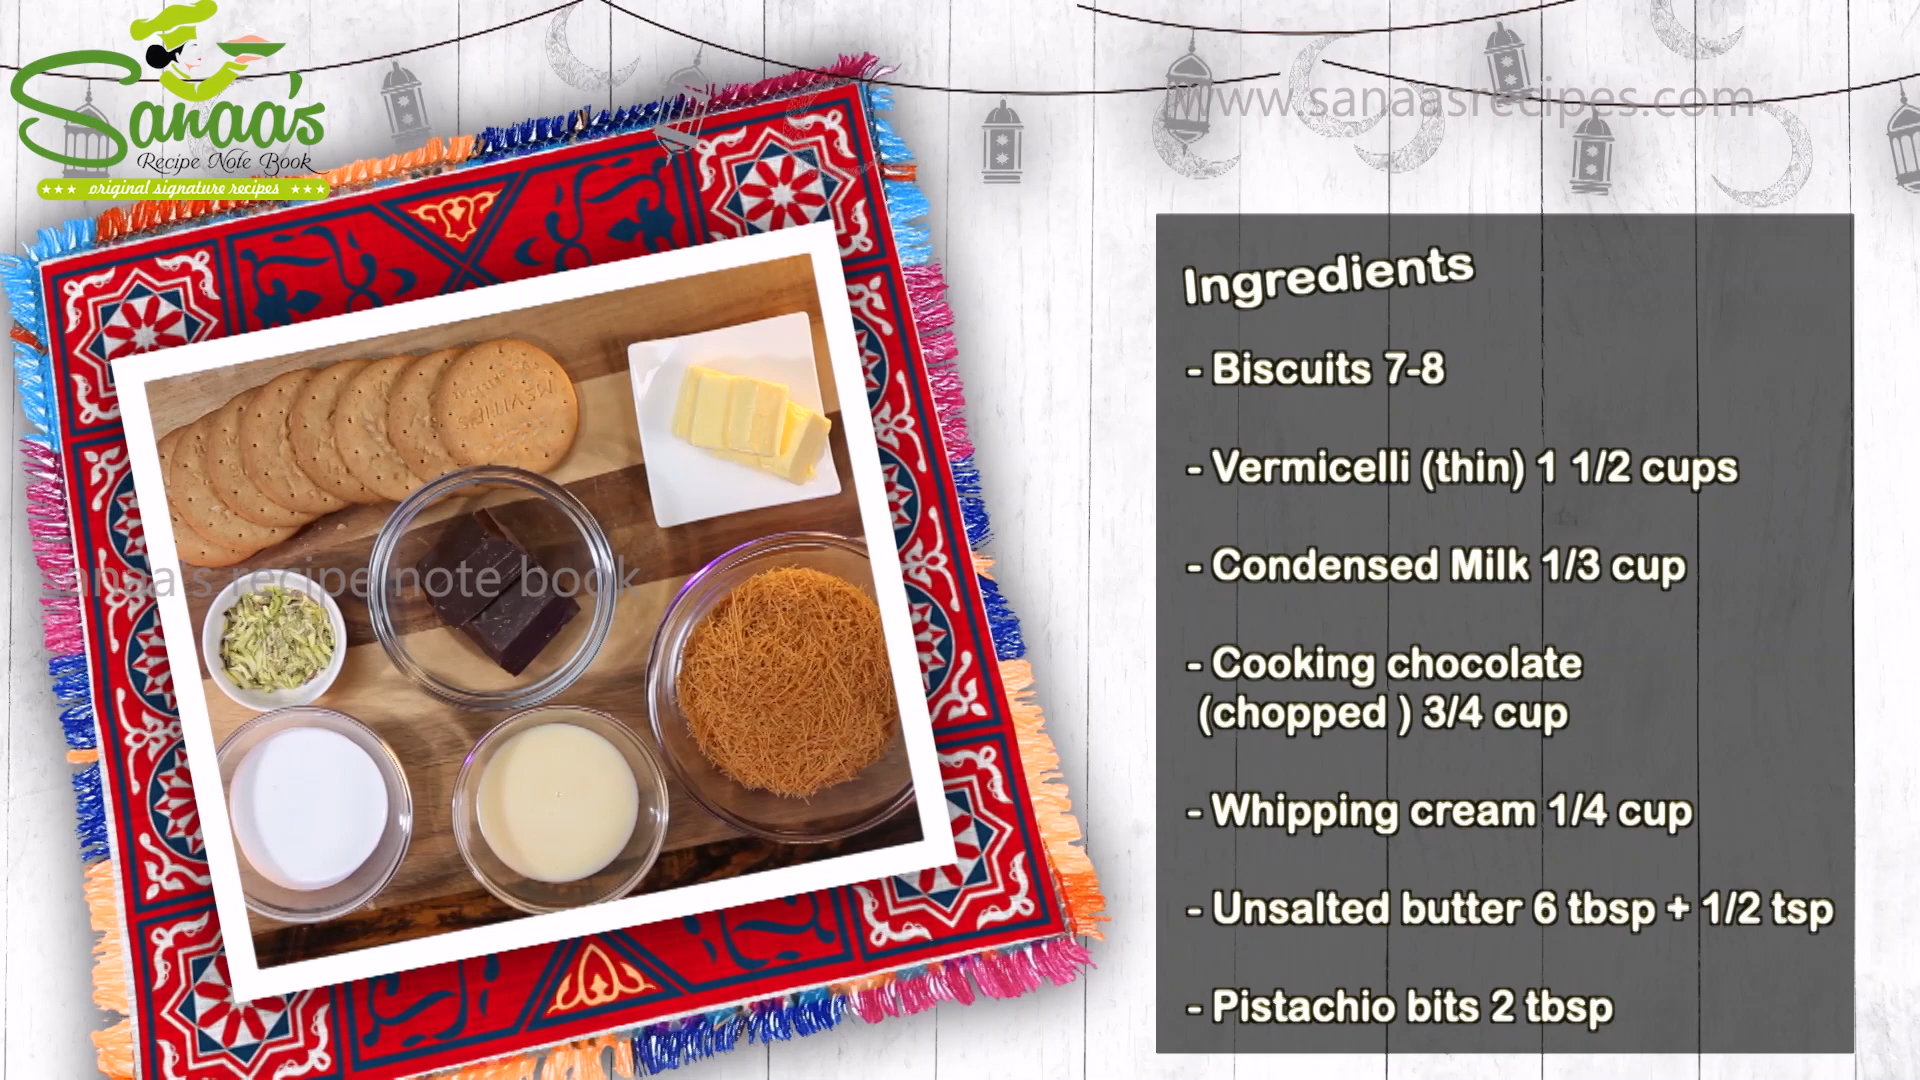 Sanaa's
Recipe Note Book
original signature recipes
www.sanaasrecipes.com
Ingredients
- Biscuits 7-8
- Vermicelli (thin) 1 1/2 cups
- Condensed Milk 1/3 cup
- Cooking chocolate
(chopped ) 3/4 cup
- Whipping cream 1/4 cup
- Unsalted butter 6 tbsp + 1/2 tsp
- Pistachio bits 2 tbsp
McVITIE'S
sanaa's recipe note book